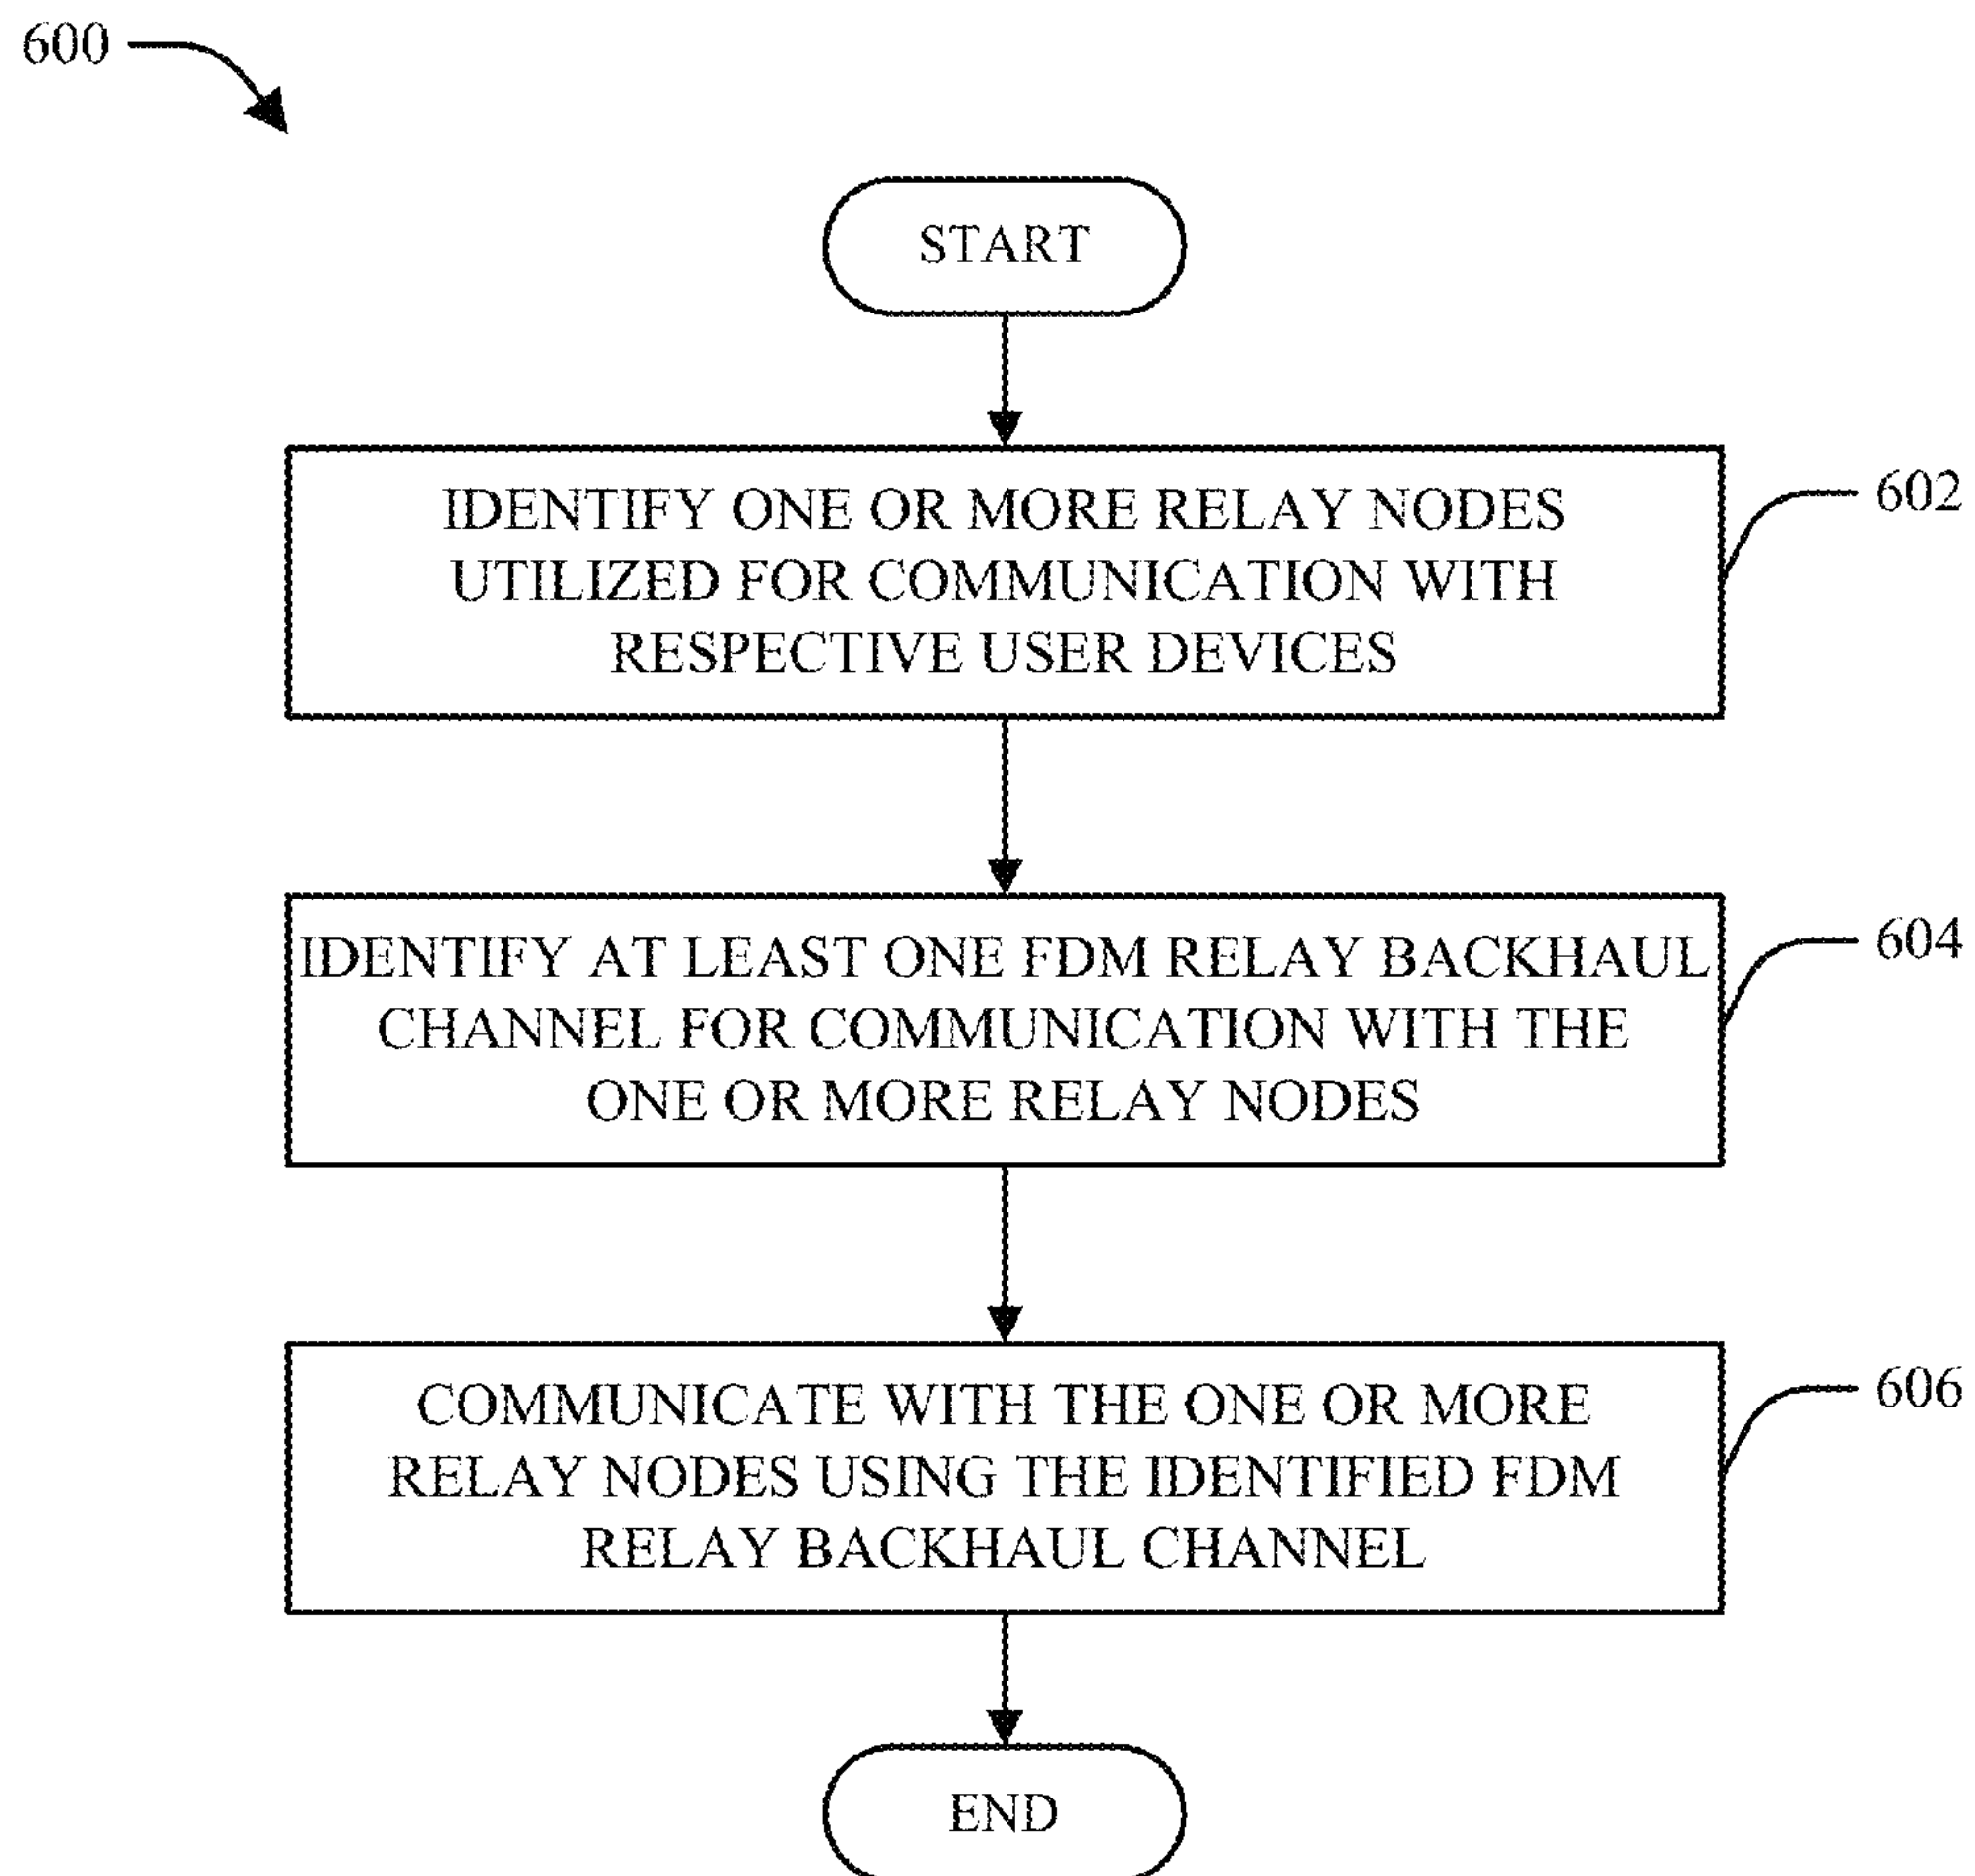 600
START
IDENTIFY ONE OR MORE RELAY NODES
UTILIZED FOR COMMUNICATION WITH
RESPECTIVE USER DEVICES
602
IDENTIFY AT LEAST ONE FDM RELAY BACKHAUL
CHANNEL FOR COMMUNICATION WITH THE
ONE OR MORE RELAY NODES
604
COMMUNICATE WITH THE ONE OR MORE
RELAY NODES USING THE IDENTIFIED FDM
RELAY BACKHAUL CHANNEL
606
END